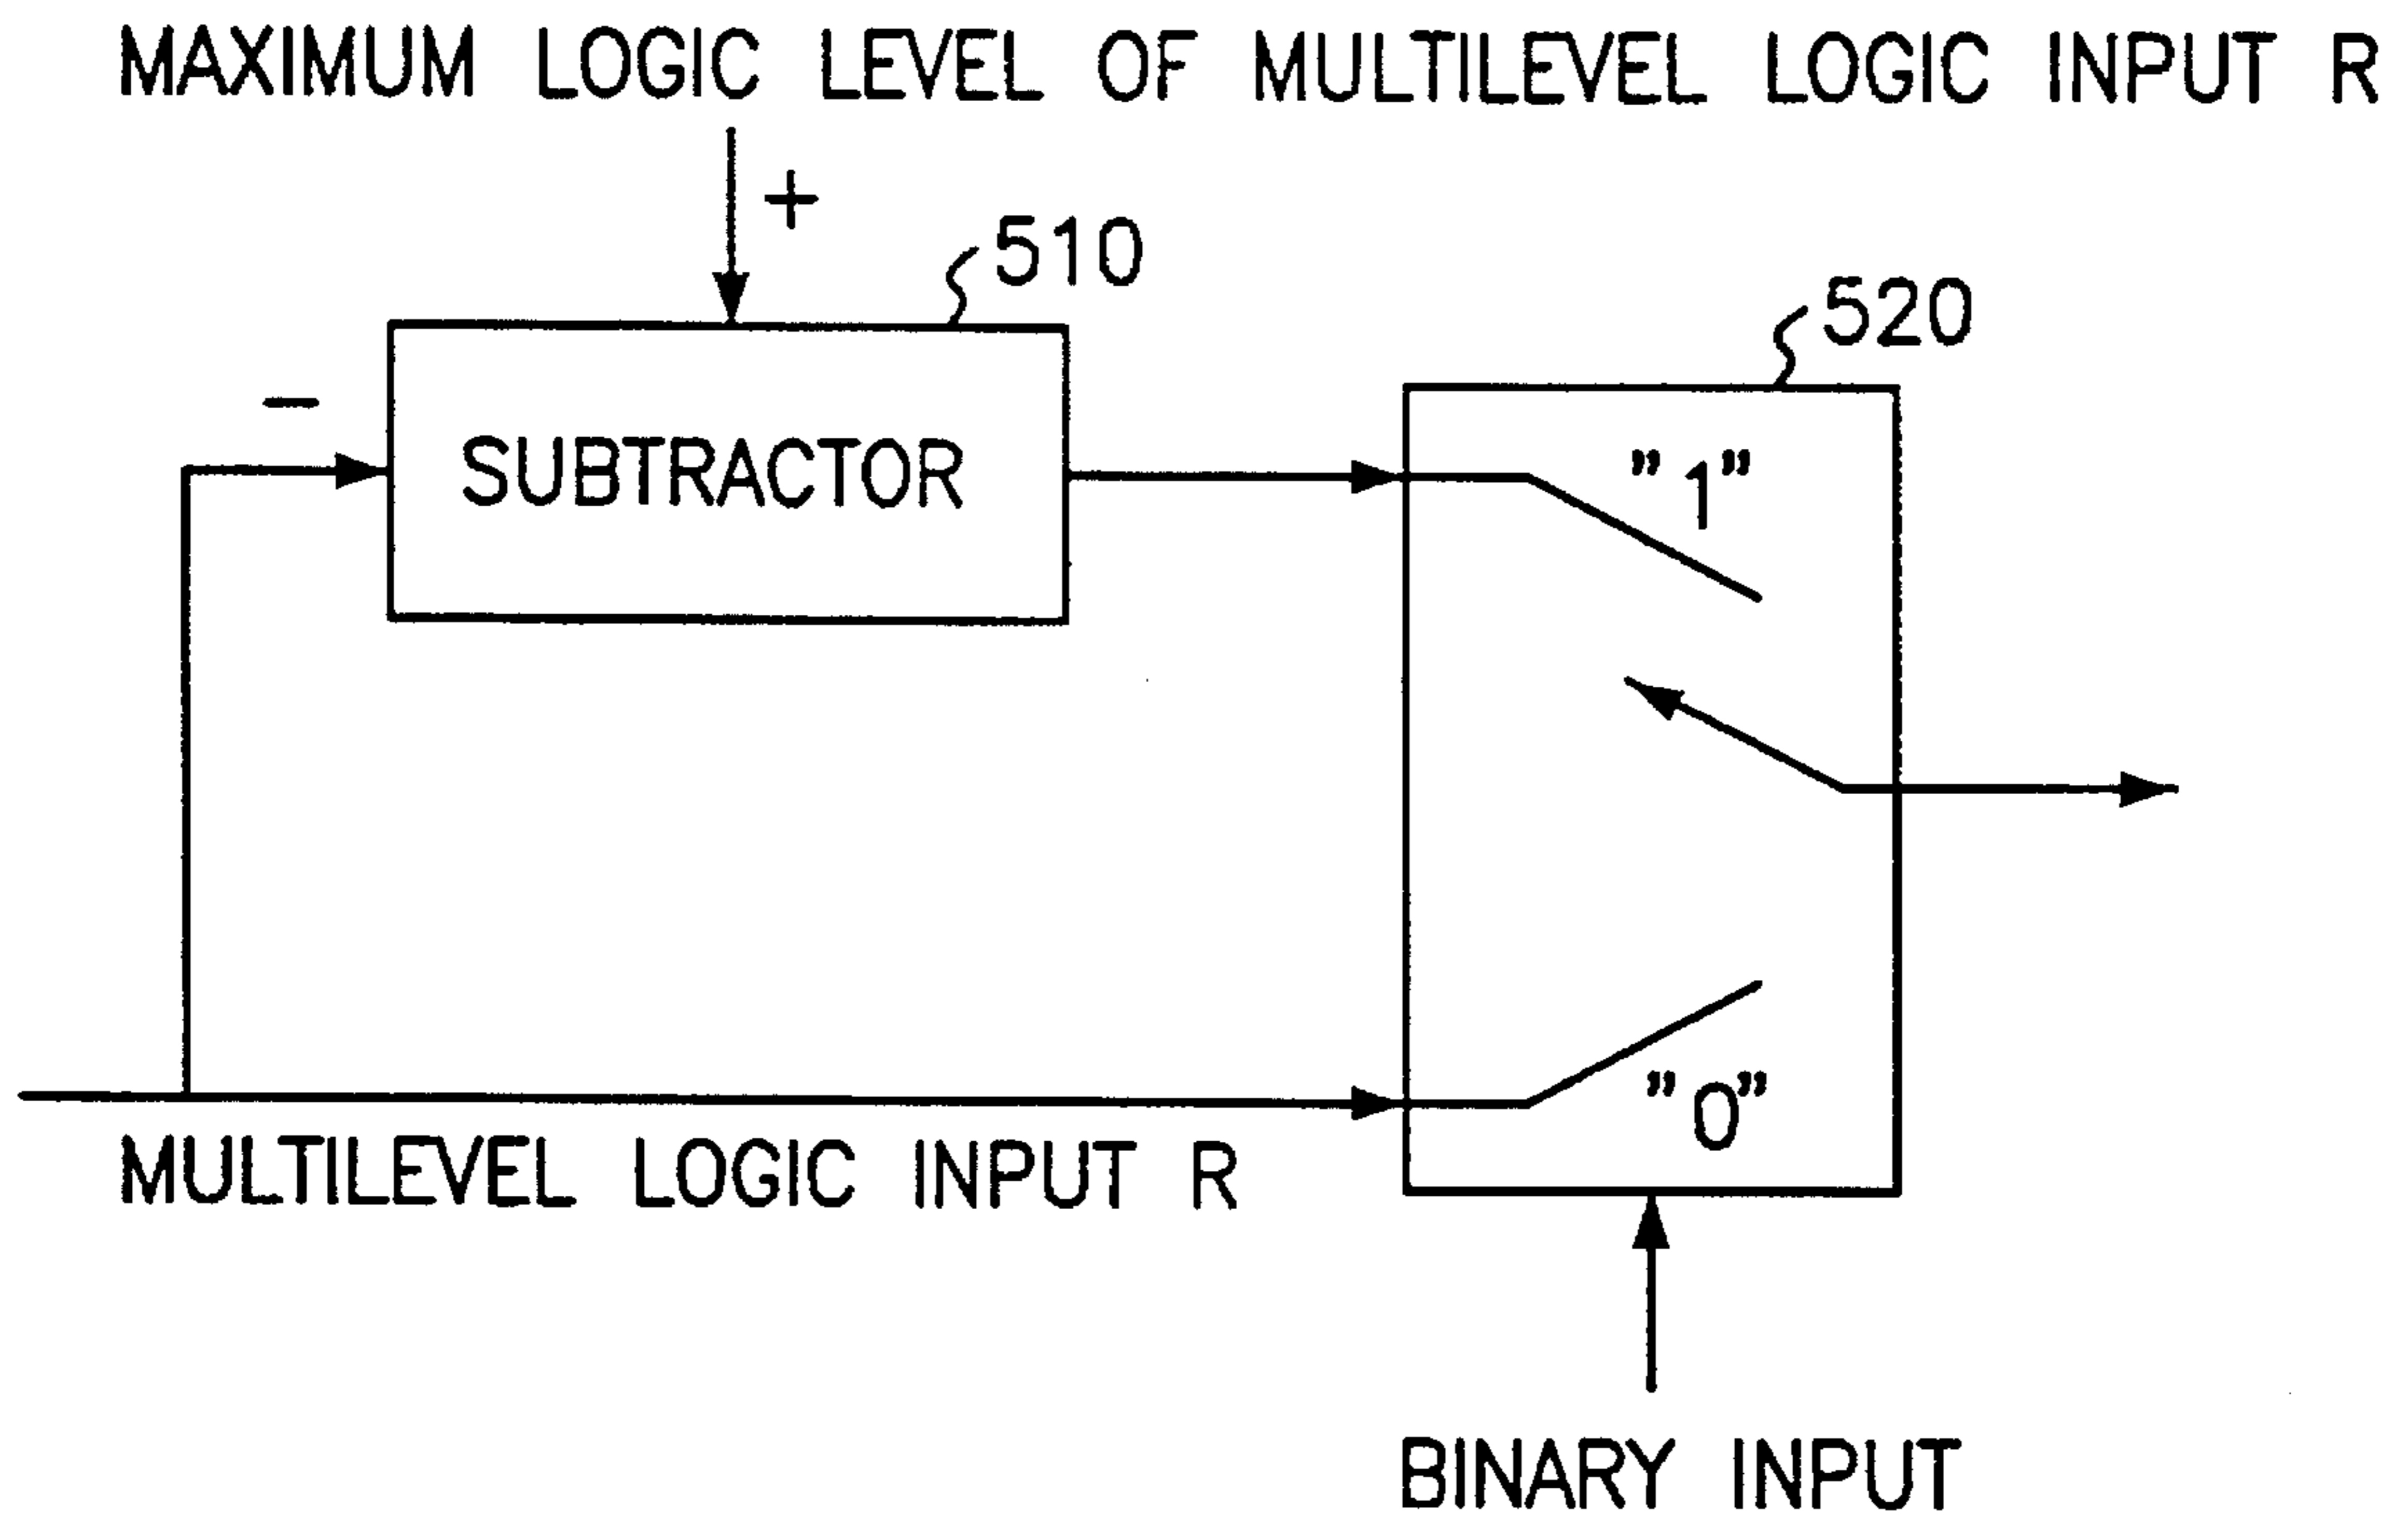 MAXIMUM LOGIC LEVEL OF MULTILEVEL LOGIC INPUT R
+
510
520
−
SUBTRACTOR
"1"
"0"
MULTILEVEL LOGIC INPUT R
BINARY INPUT